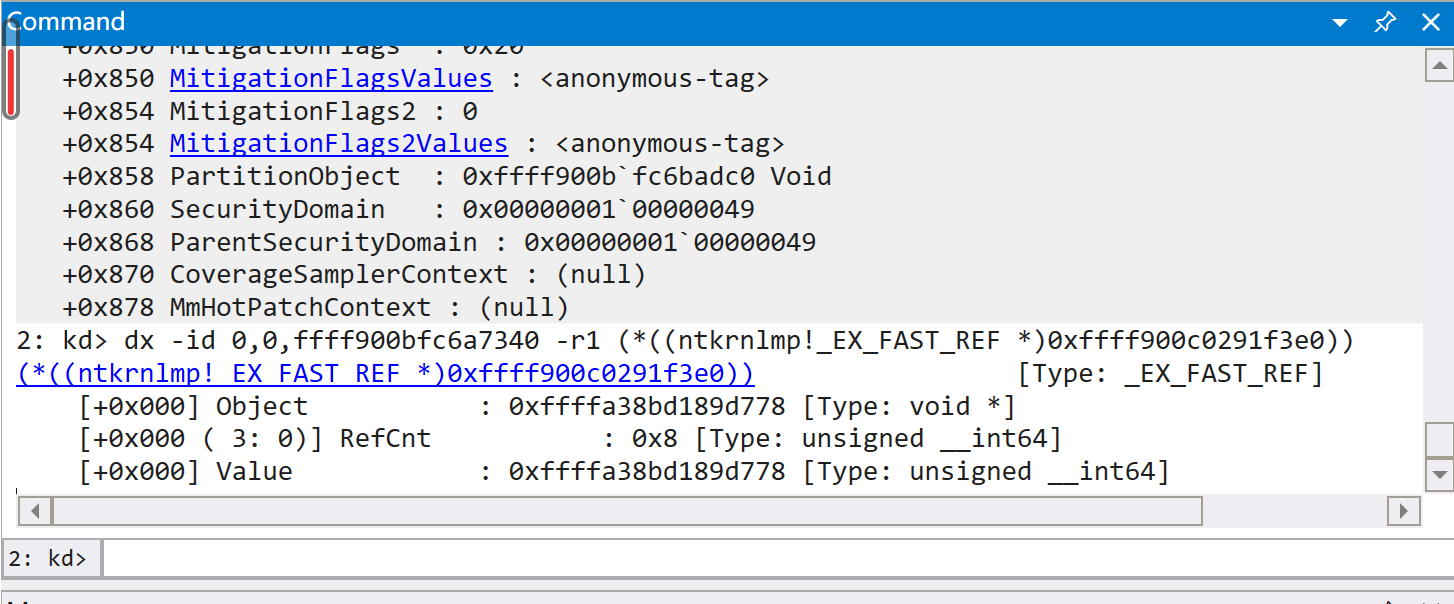 Command
+0x850 MitigationFlags : 0x20
+0x850 MitigationFlagsValues : <anonymous-tag>
+0x854 MitigationFlags2 : 0
+0x854 MitigationFlags2Values : <anonymous-tag>
+0x858 PartitionObject : 0xffff900b`fc6badc0 Void
+0x860 SecurityDomain : 0x00000001`00000049
+0x868 ParentSecurityDomain : 0x00000001`00000049
+0x870 CoverageSamplerContext : (null)
+0x878 MmHotPatchContext : (null)
2: kd> dx -id 0,0,ffff900bfc6a7340 -r1 (*((ntkrnlmp!_EX_FAST_REF *)0xffff900c0291f3e0))
(*((ntkrnlmp!_EX_FAST_REF *)0xffff900c0291f3e0)) [Type: _EX_FAST_REF]
[+0x000] Object : 0xffffa38bd189d778 [Type: void *]
[+0x000 ( 3: 0)] RefCnt : 0x8 [Type: unsigned __int64]
[+0x000] Value : 0xffffa38bd189d778 [Type: unsigned __int64]
2: kd>